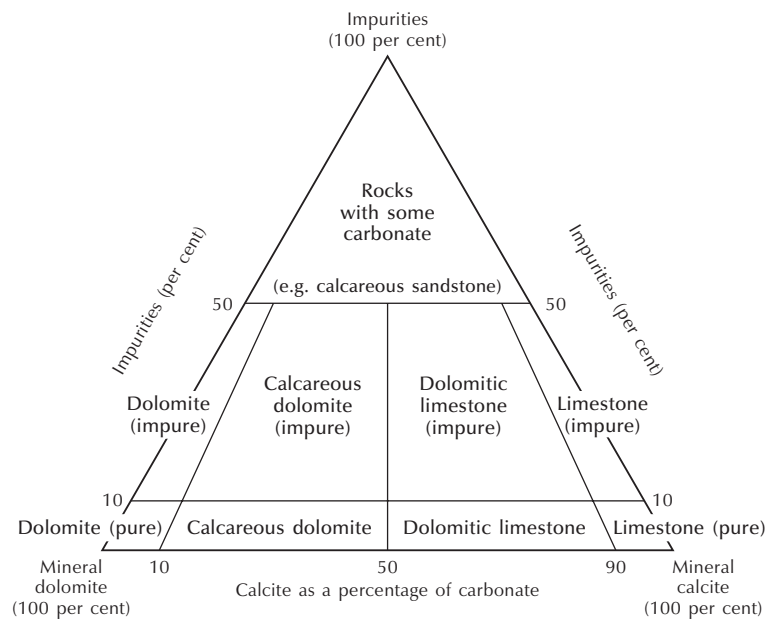 Impurities
(100 per cent)
Rocks
with some
carbonate
Impurities (per cent)
Impurities (per cent)
(e.g. calcareous sandstone)
50
50
Calcareous
dolomite
(impure)
Dolomitic
limestone
(impure)
Dolomite
(impure)
Limestone
(impure)
10
10
Dolomite (pure)
Calcareous dolomite
Dolomitic limestone
Limestone (pure)
Mineral
dolomite
(100 per cent)
10
50
90
Calcite as a percentage of carbonate
Mineral
calcite
(100 per cent)